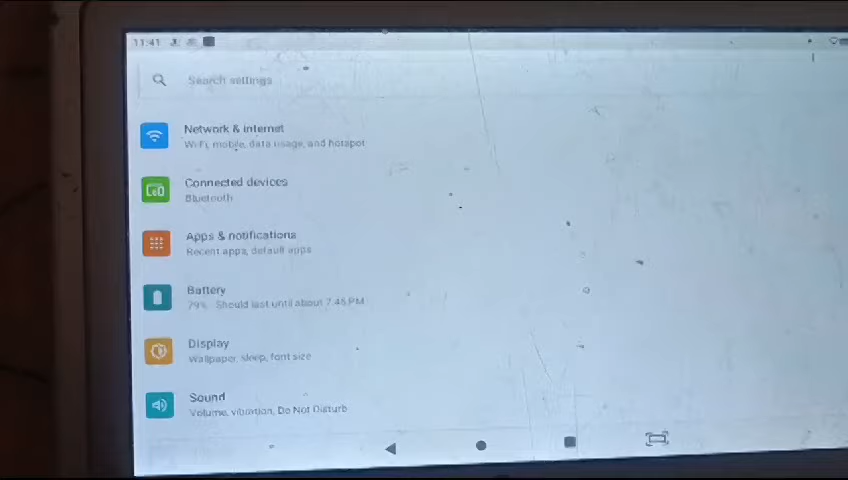 11:41
Search settings
Network & internet
Wi-Fi, mobile, data usage, and hotspot
Connected devices
Bluetooth
Apps & notifications
Recent apps, default apps
Battery
79% - Should last until about 7:45 PM
Display
Wallpaper, sleep, font size
Sound
Volume, vibration, Do Not Disturb